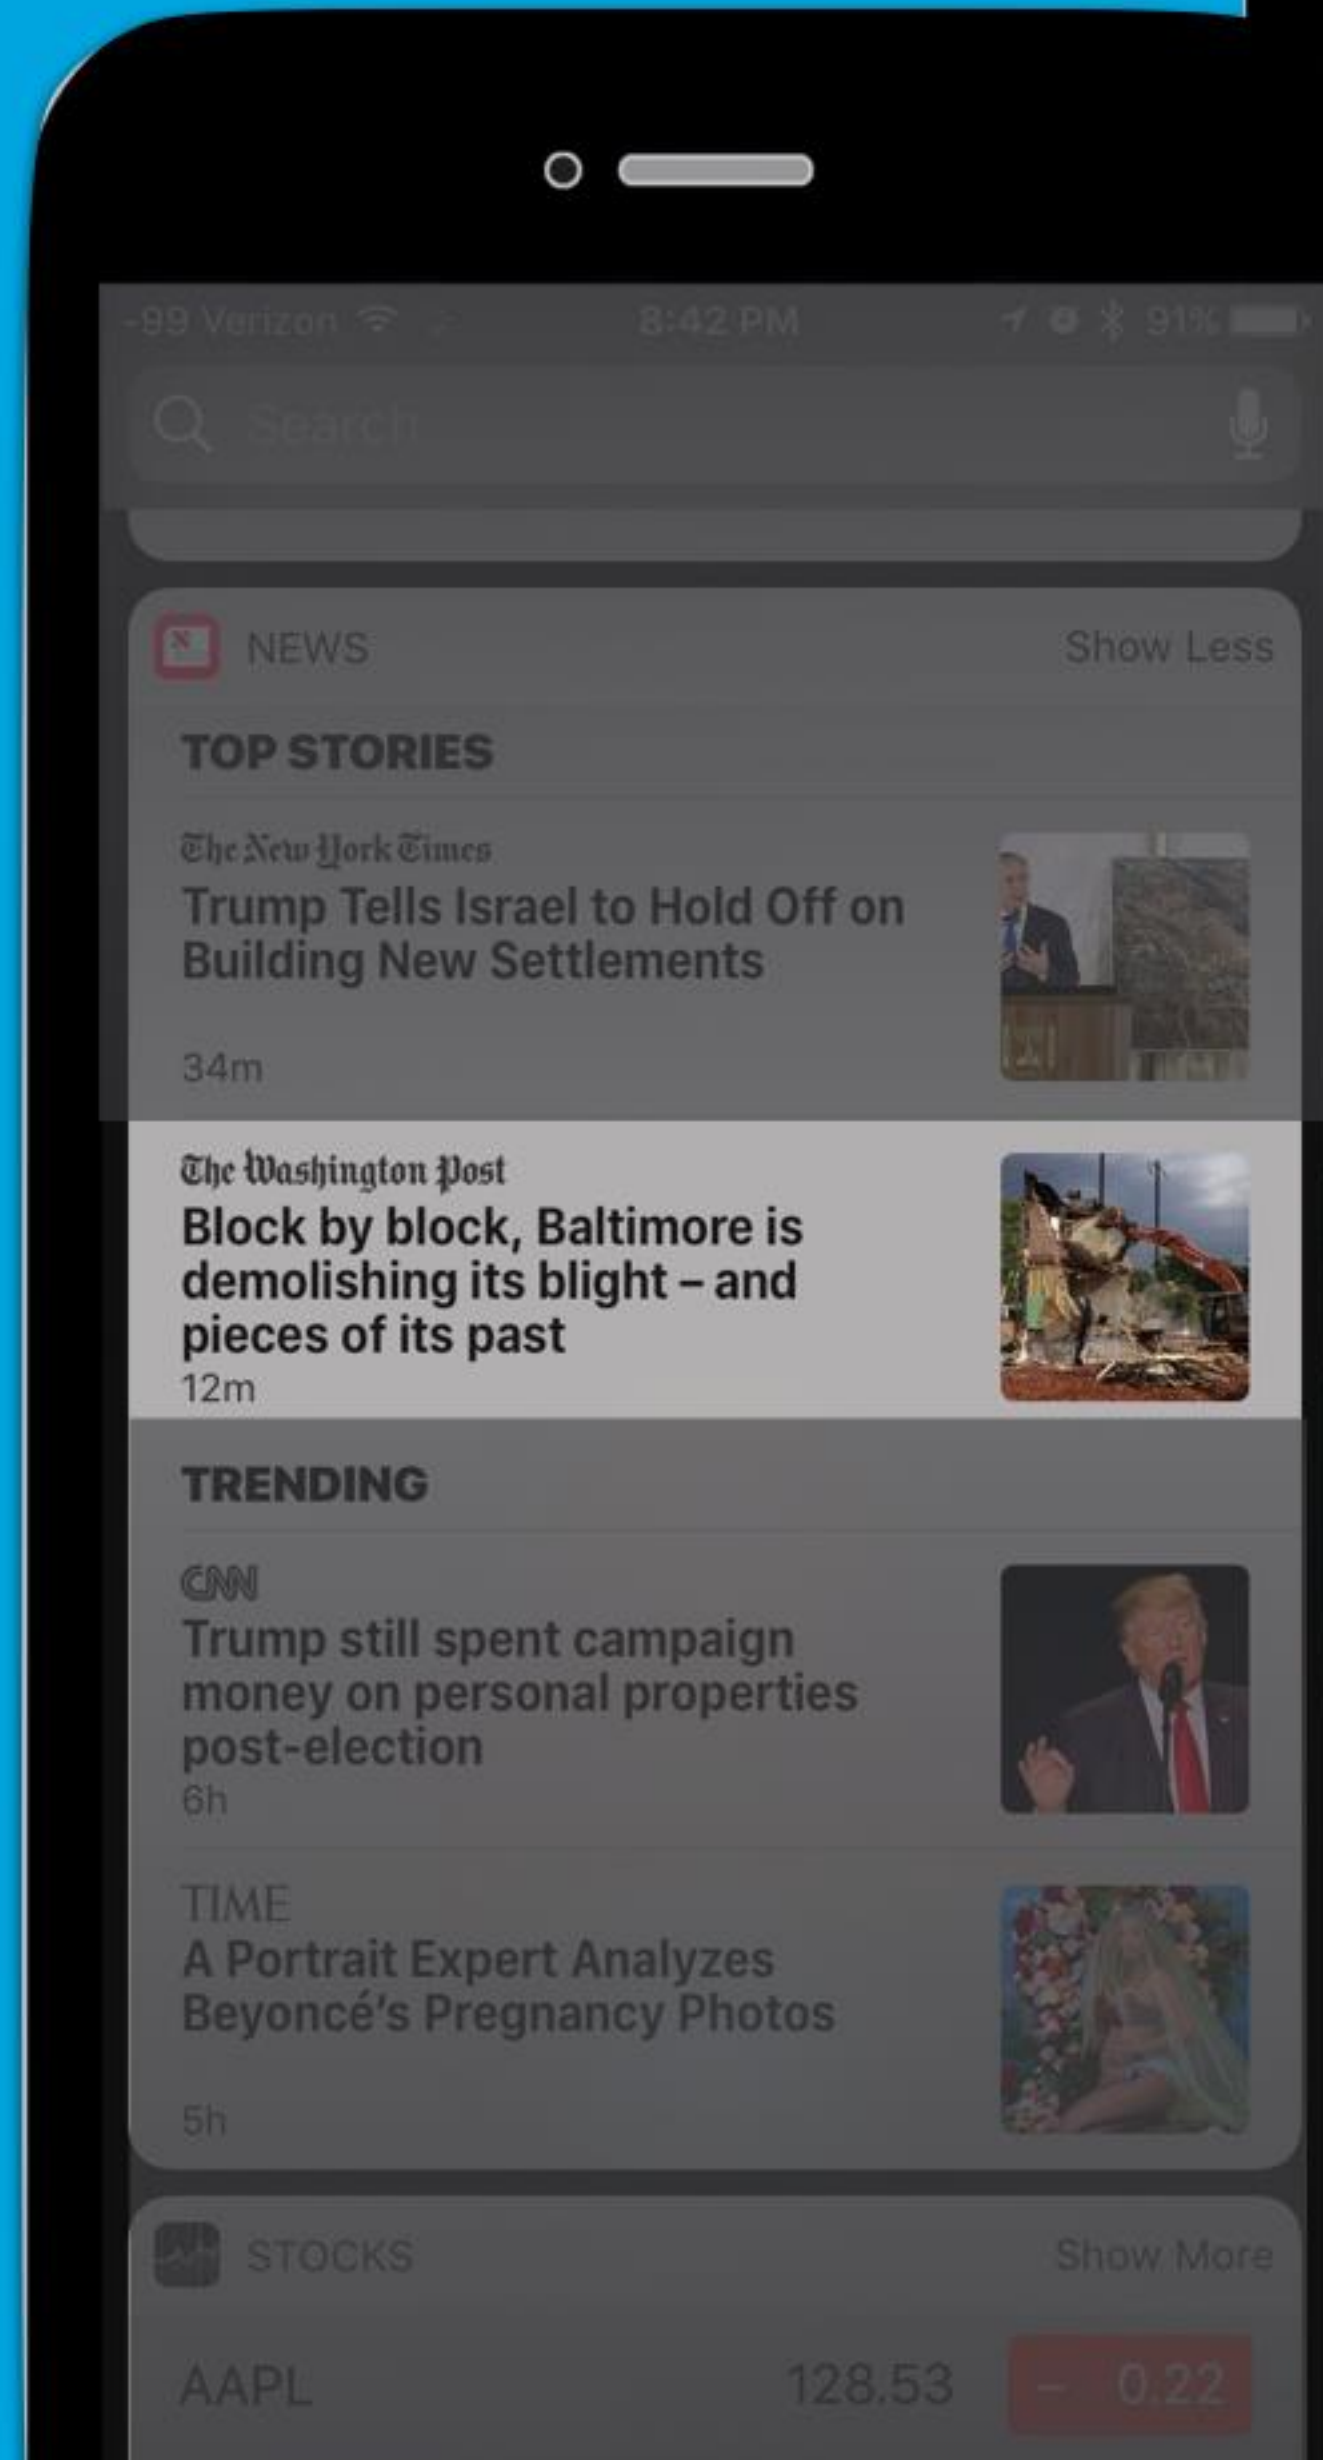 -99 Verizon 8:42 PM 91%
Search
NEWS Show Less
TOP STORIES
The New York Times
Trump Tells Israel to Hold Off on
Building New Settlements
34m
The Washington Post
Block by block, Baltimore is
demolishing its blight – and
pieces of its past
12m
TRENDING
CNN
Trump still spent campaign
money on personal properties
post-election
6h
TIME
A Portrait Expert Analyzes
Beyoncé’s Pregnancy Photos
5h
STOCKS Show More
AAPL 128.53 – 0.22